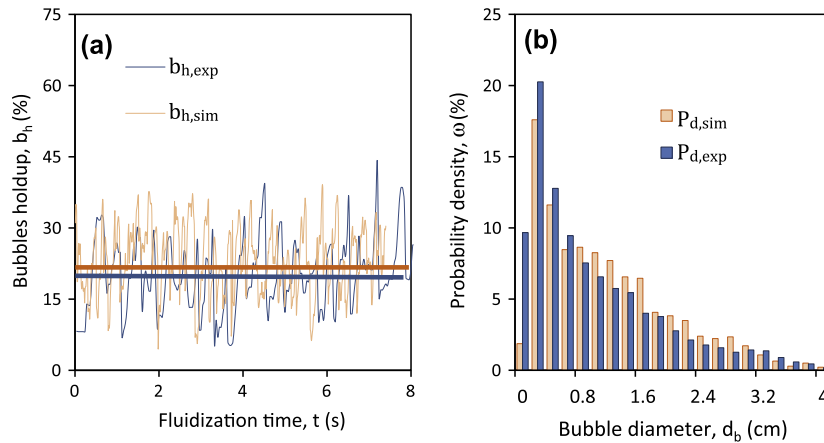 (a)
b_h,exp
b_h,sim
75
60
45
30
15
0
Bubbles holdup, b_h (%)
0 2 4 6 8
Fluidization time, t (s)
(b)
P_d,sim
P_d,exp
25
20
15
10
5
0
Probability density, ω(%)
0 0.8 1.6 2.4 3.2 4
Bubble diameter, d_b (cm)